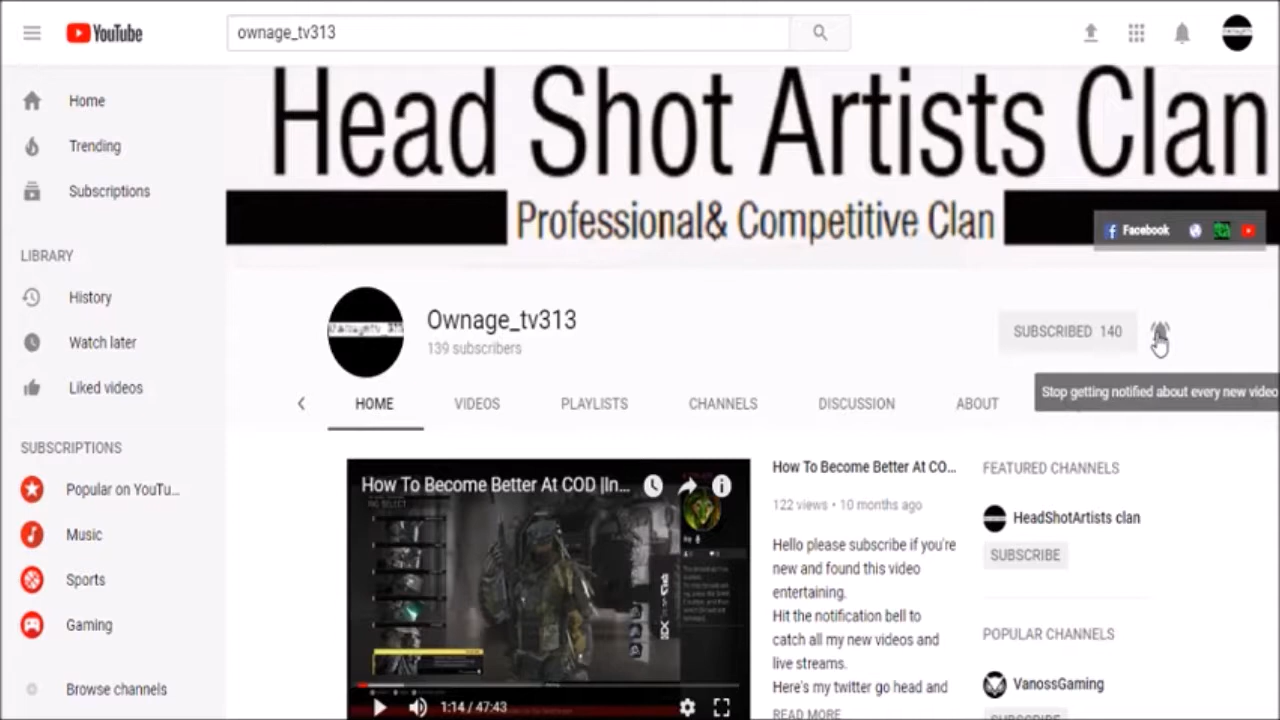 YouTube
ownage_tv313
Home
Trending
Subscriptions
LIBRARY
History
Watch later
Liked videos
SUBSCRIPTIONS
Popular on YouTu...
Music
Sports
Gaming
Browse channels
Head Shot Artists Clan
Professional& Competitive Clan
Facebook
Ownage_tv313
139 subscribers
SUBSCRIBED 140
Stop getting notified about every new video
HOME
VIDEOS
PLAYLISTS
CHANNELS
DISCUSSION
ABOUT
How To Become Better At COD |In...
1:14 / 47:43
How To Become Better At CO...
122 views • 10 months ago
Hello please subscribe if you're
new and found this video
entertaining.
Hit the notification bell to
catch all my new videos and
live streams.
Here's my twitter go head and
READ MORE
FEATURED CHANNELS
HeadShotArtists clan
SUBSCRIBE
POPULAR CHANNELS
VanossGaming
SUBSCRIBE